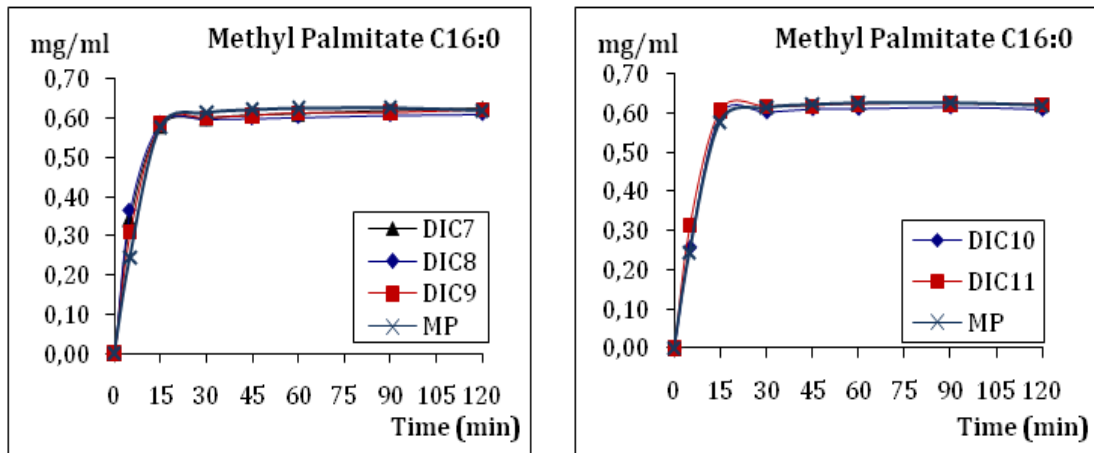 mg/ml
Methyl Palmitate C16:0
0,70
0,60
0,50
0,40
0,30
0,20
0,10
0,00
DIC7
DIC8
DIC9
MP
0 15 30 45 60 75 90 105 120
Time (min)
mg/ml
Methyl Palmitate C16:0
0,70
0,60
0,50
0,40
0,30
0,20
0,10
0,00
DIC10
DIC11
MP
0 15 30 45 60 75 90 105 120
Time (min)